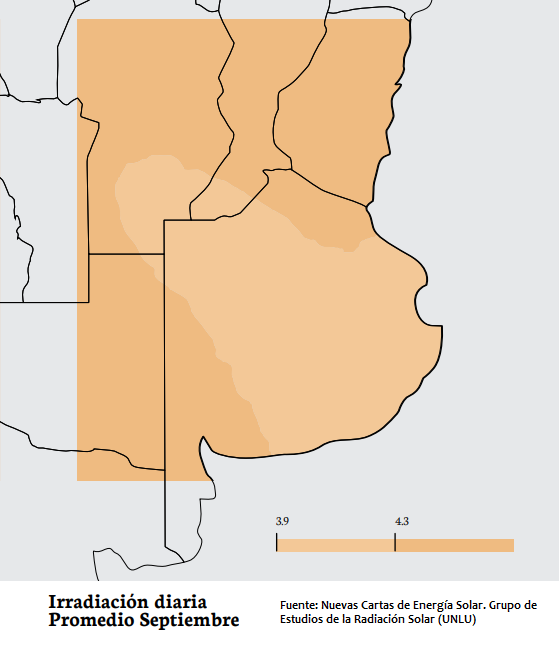 3.9
4.3
Irradiación diaria
Promedio Septiembre
Fuente: Nuevas Cartas de Energía Solar. Grupo de
Estudios de la Radiación Solar (UNLU)